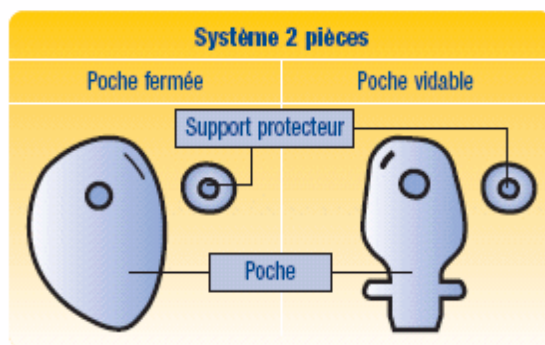 Système 2 pièces
Poche fermée
Poche vidable
Support protecteur
Poche